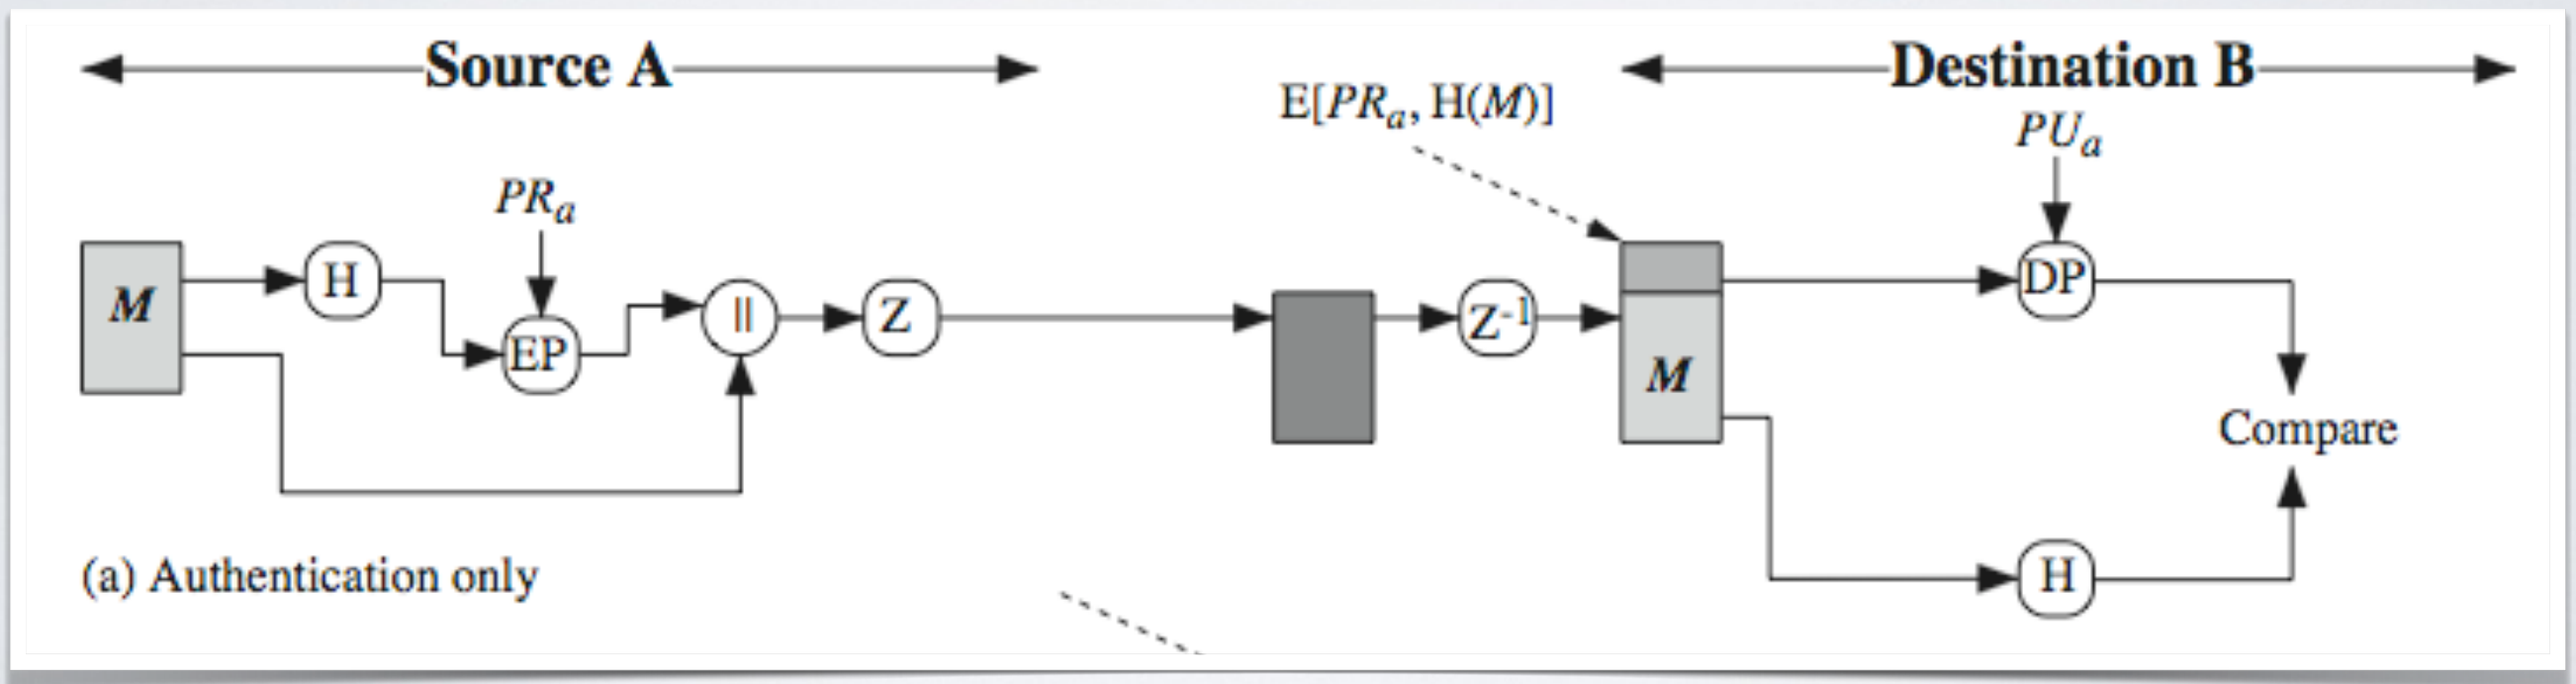 Source A
Destination B
E[PRa, H(M)]
PUa
PRa
M
H
EP
||
Z
Z-1
M
DP
Compare
H
(a) Authentication only